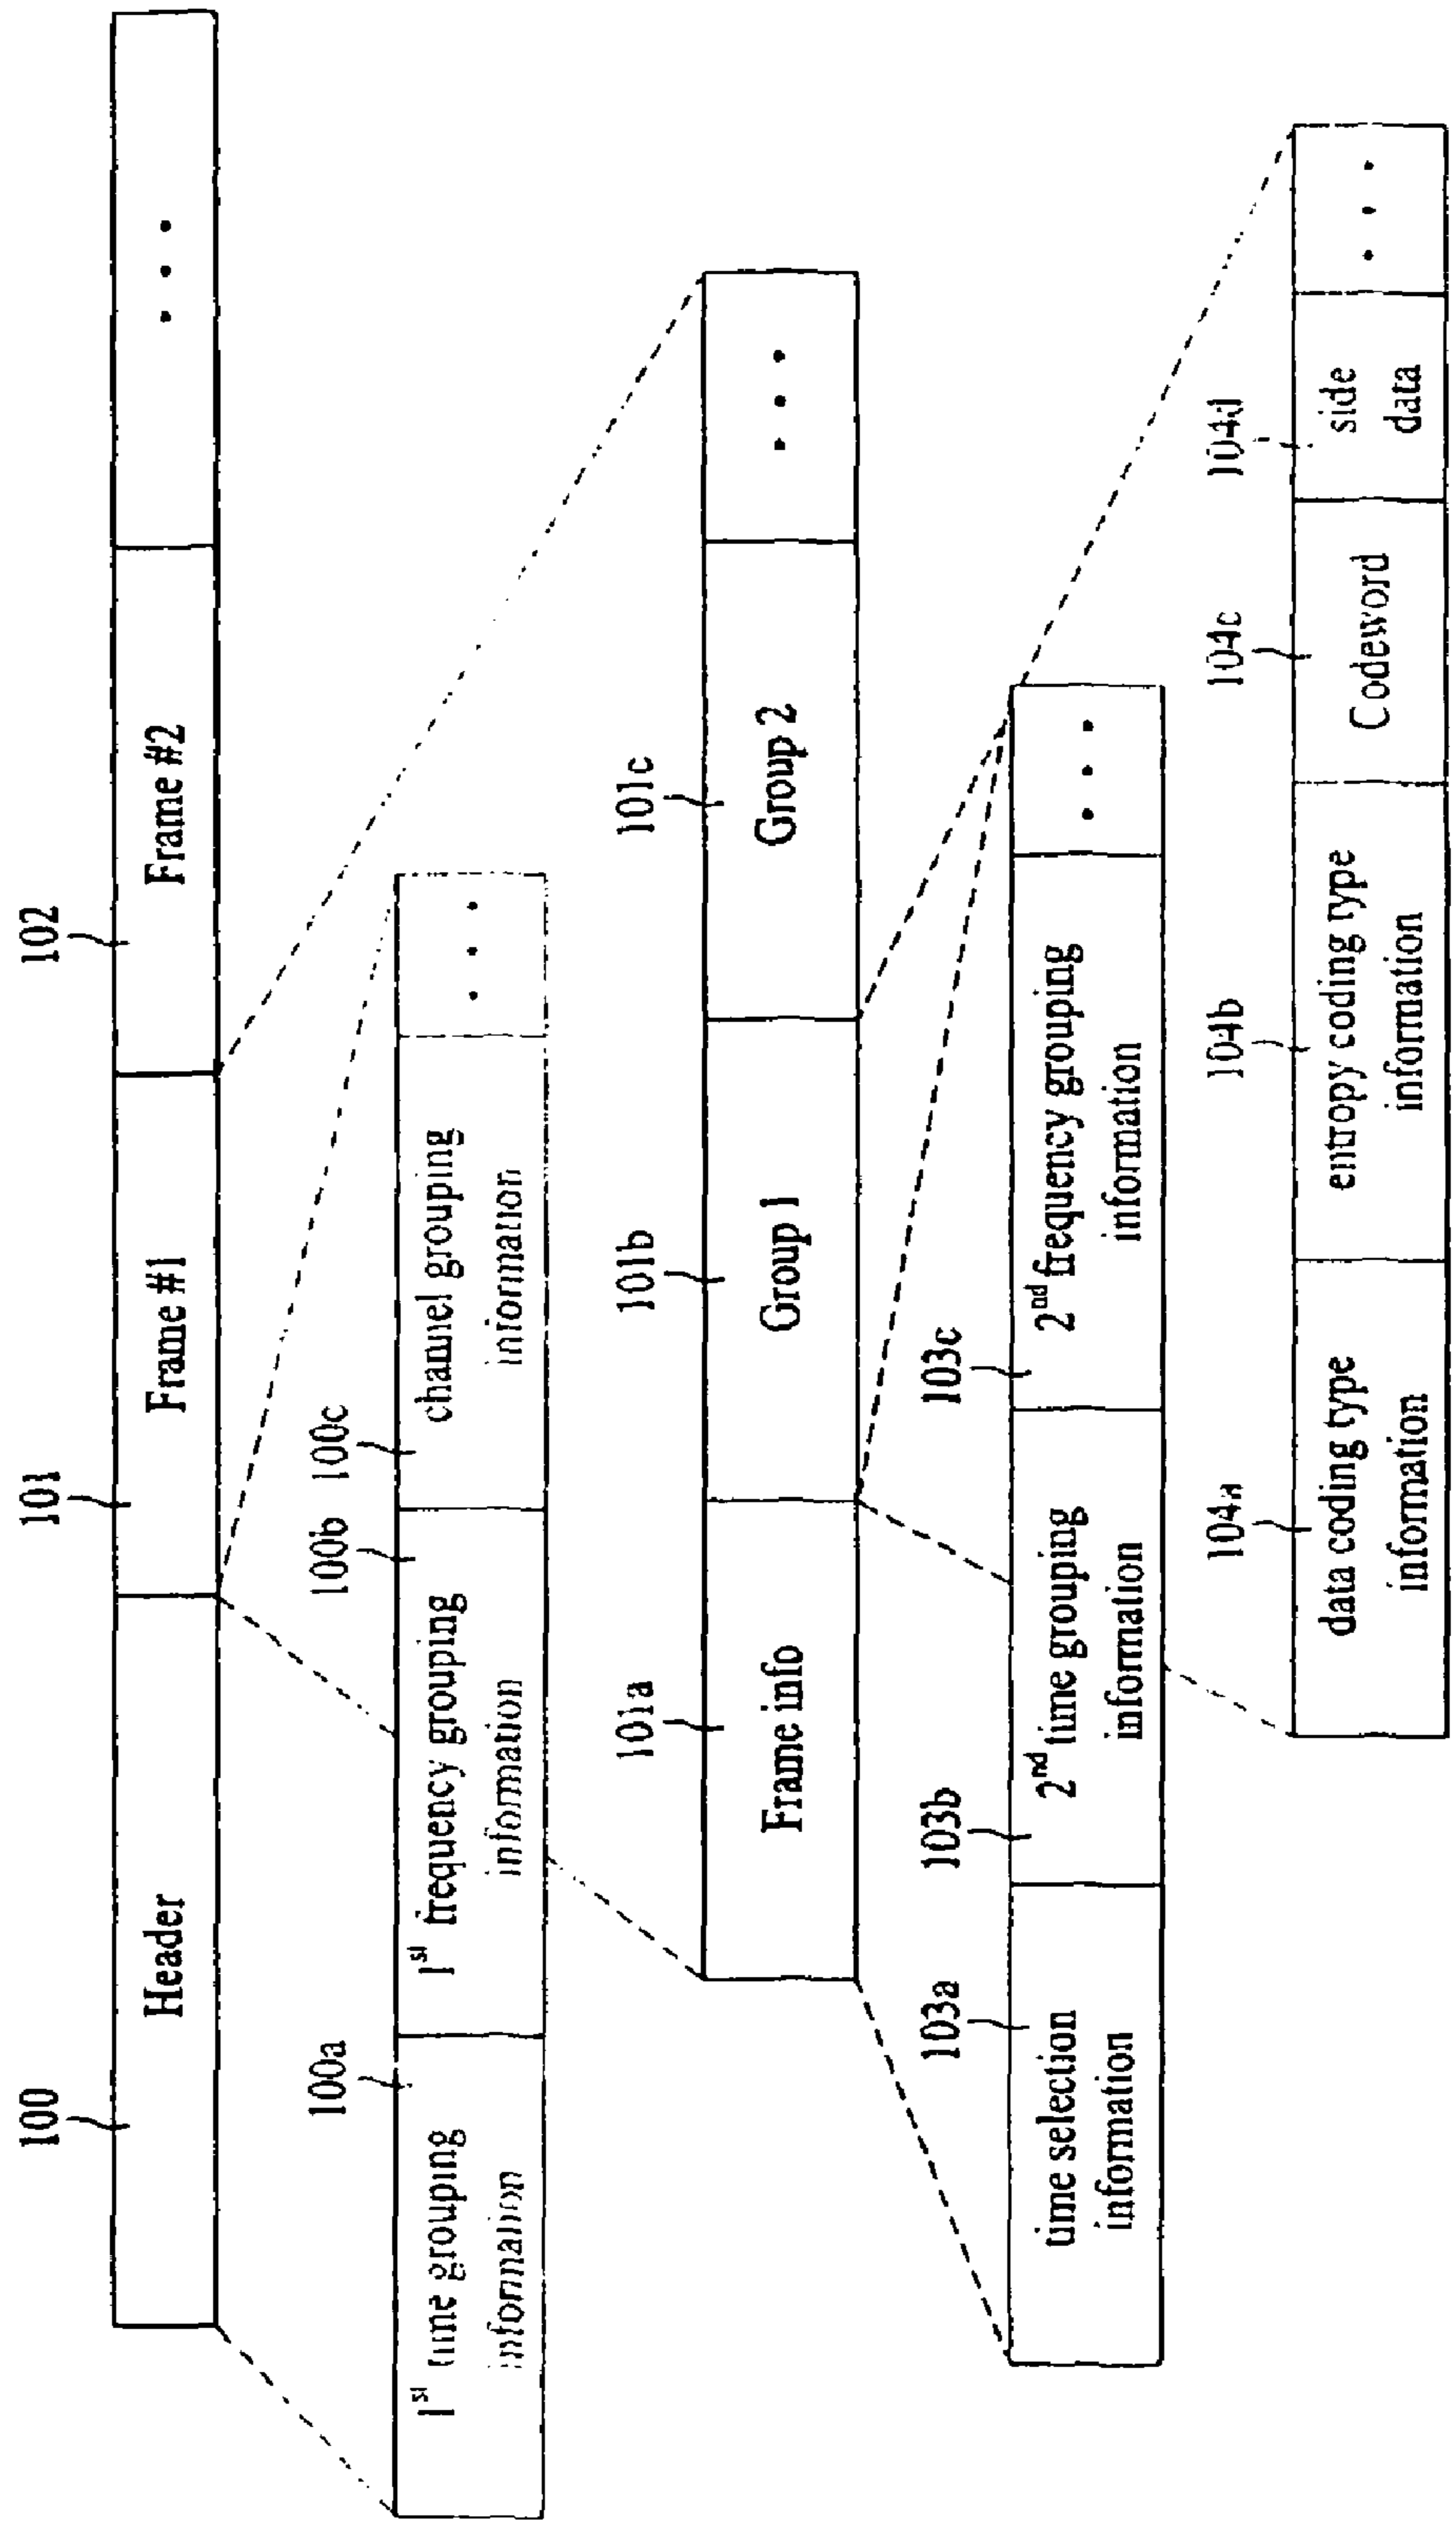 100
101
102
Header
Frame #1
Frame #2
• • •
100a
100b
100c
1st time grouping
information
1st frequency grouping
information
channel grouping
information
• • •
101a
101b
101c
Frame info
Group 1
Group 2
• • •
103a
103b
103c
time selection
information
2nd time grouping
information
2nd frequency grouping
information
• • •
104a
104b
104c
104d
data coding type
information
entropy coding type
information
Codeword
side
data
• • •